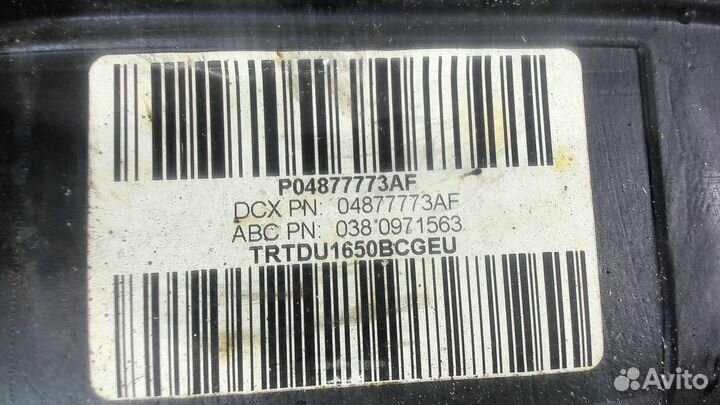 P04877773AF
DCX PN: 04877773AF
ABC PN: 038 0971563
TRTDU1650BCGEU
Avito